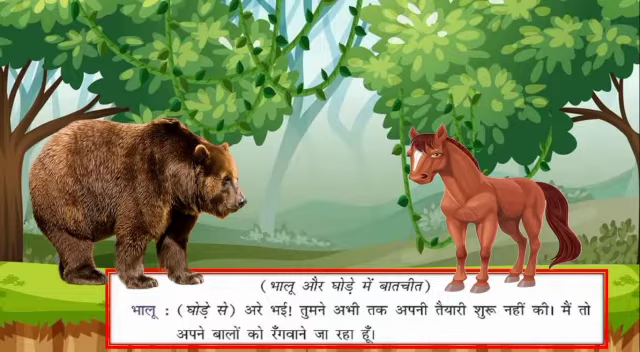 (भालू और घोड़े में बातचीत)
भालू : (घोड़े से) अरे भई! तुमने अभी तक अपनी तैयारी शुरू नहीं की। मैं तो
अपने बालों को रँगवाने जा रहा हूँ।